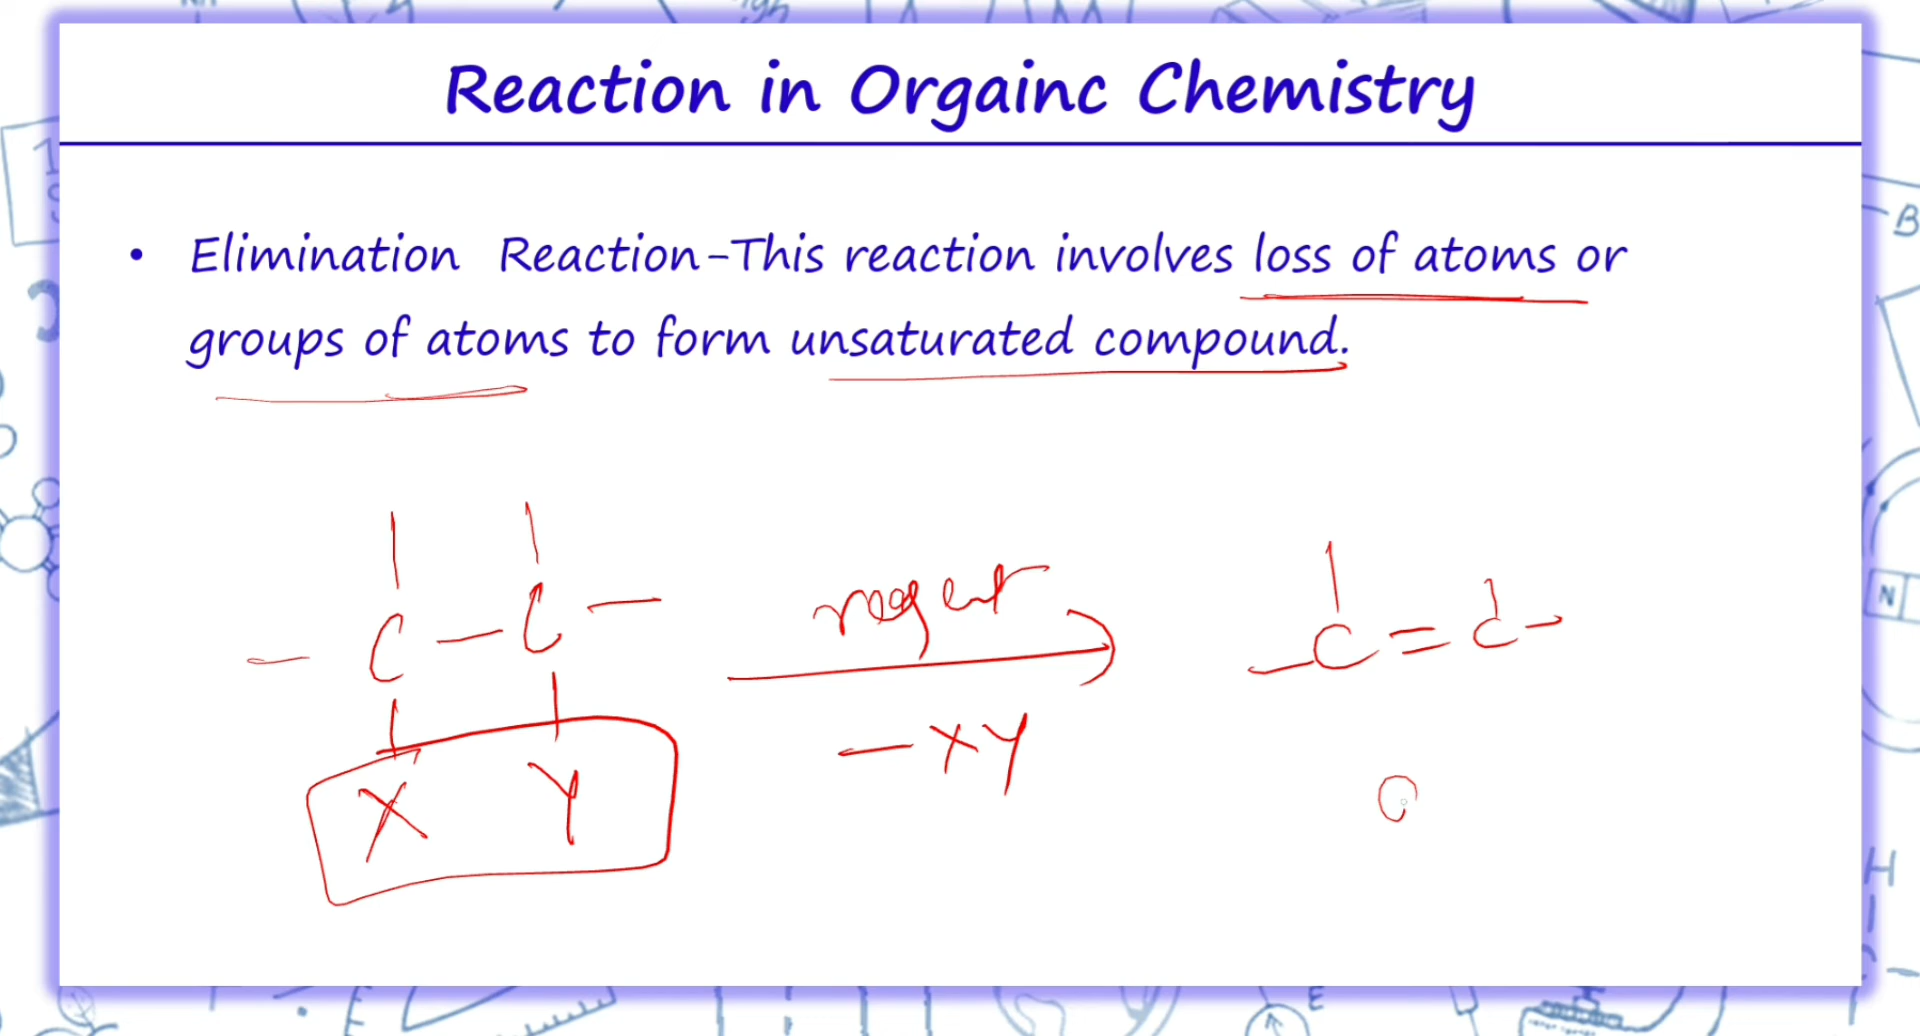 Reaction in Orgainc Chemistry
• Elimination Reaction-This reaction involves loss of atoms or
groups of atoms to form unsaturated compound.
C - C -
reagent
- C = C -
- XY
X Y